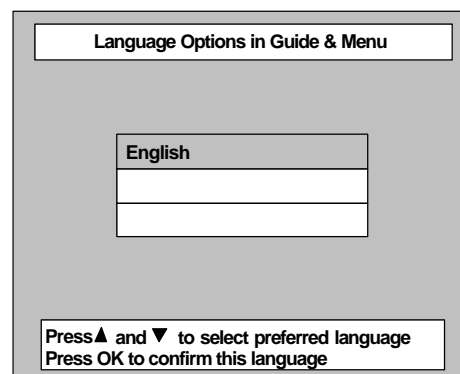 Language Options in Guide & Menu
English
Press▲ and ▼ to select preferred language
Press OK to confirm this language